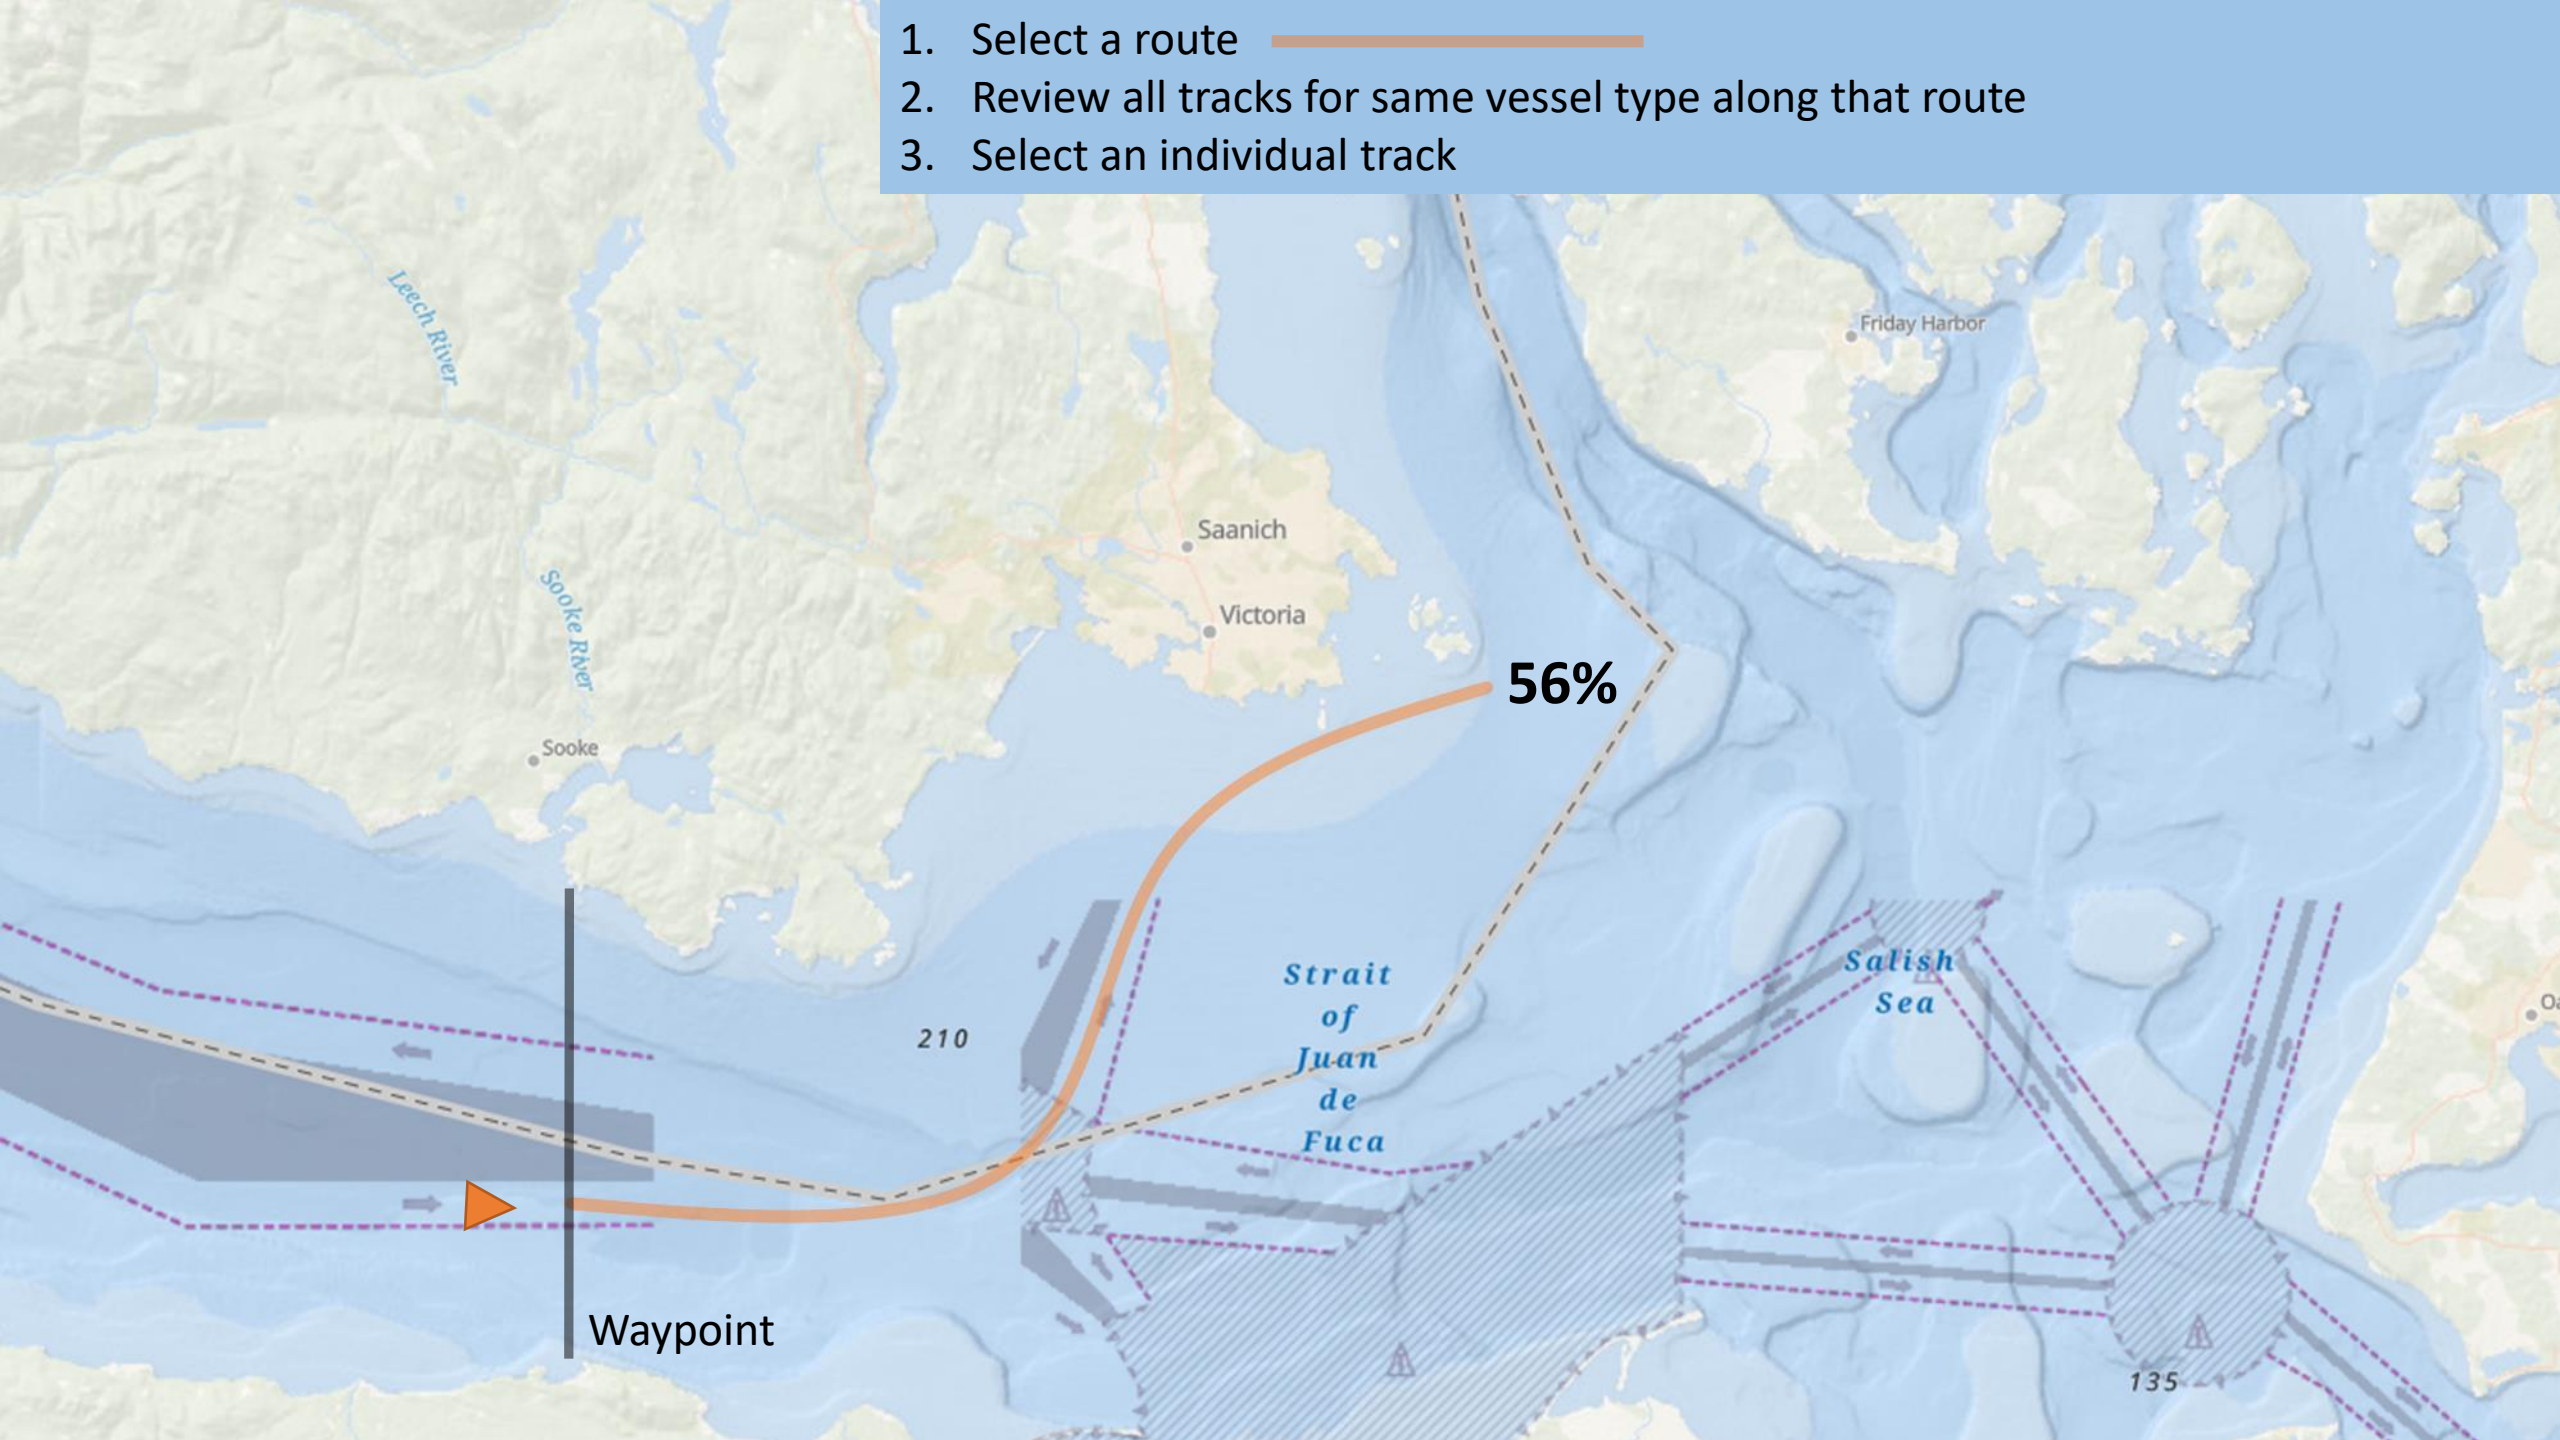 1. Select a route
2. Review all tracks for same vessel type along that route
3. Select an individual track
Leech River
Friday Harbor
Saanich
Sooke River
Victoria
56%
Sooke
Strait
of
Juan
de
Fuca
Salish
Sea
210
Waypoint
135